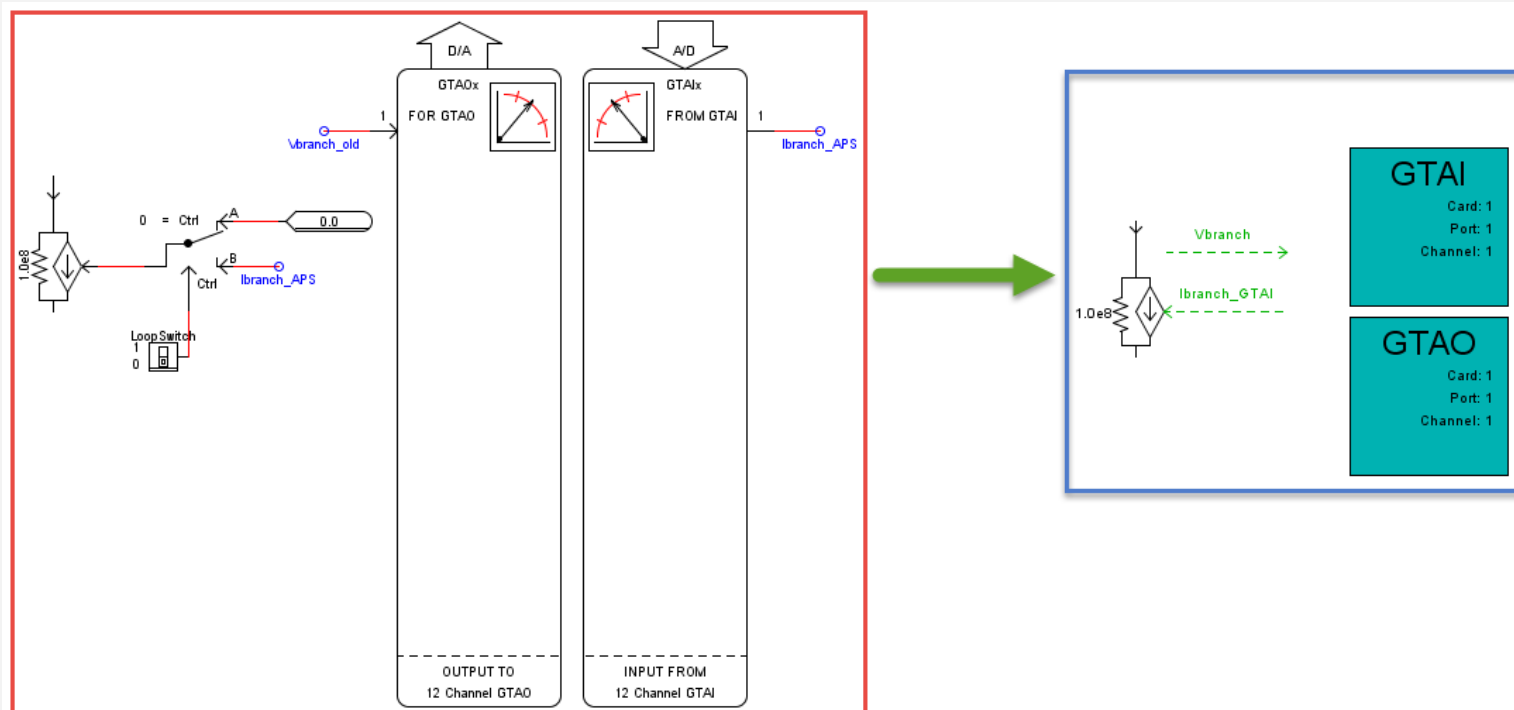 D/A
GTAOx
1
FOR GTAO
Vbranch_old
OUTPUT TO
12 Channel GTAO
A/D
GTAIx
FROM GTAI
1
Ibranch_APS
INPUT FROM
12 Channel GTAI
0 = Ctrl
A
0.0
B
Ibranch_APS
Ctrl
1.0e8
LoopSwitch
1
0
Vbranch
Ibranch_GTAI
1.0e8
GTAI
Card: 1
Port: 1
Channel: 1
GTAO
Card: 1
Port: 1
Channel: 1